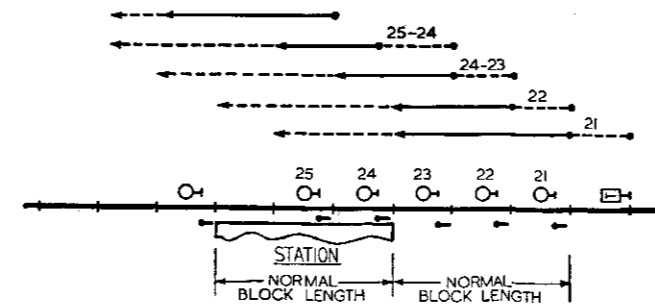 25-24
24-23
22
21
25 24 23 22 21
STATION
NORMAL BLOCK LENGTH
NORMAL BLOCK LENGTH